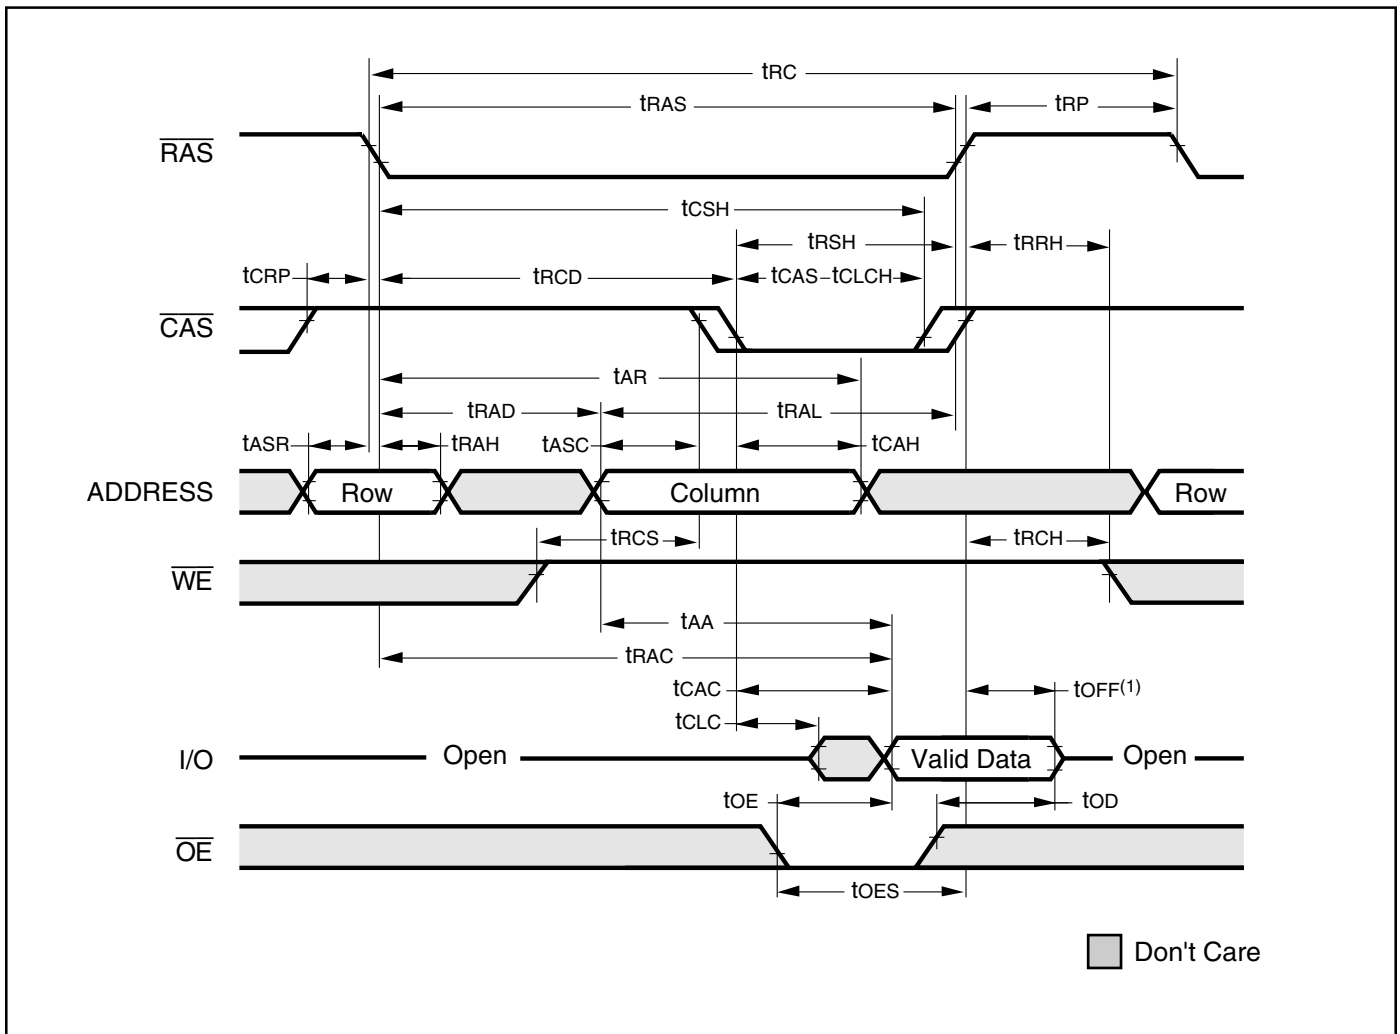 tRC
tRAS tRP
RAS
tCSH
tRSH tRRH
tCRP tRCD tCAS tCLCH
CAS
tAR
tRAD tRAL
tASR tRAH tASC tCAH
ADDRESS Row Column Row
tRCS tRCH
WE
tAA
tRAC
tCAC tOFF(1)
tCLC
I/O Open Valid Data Open
tOE tOD
OE
tOES
Don't Care